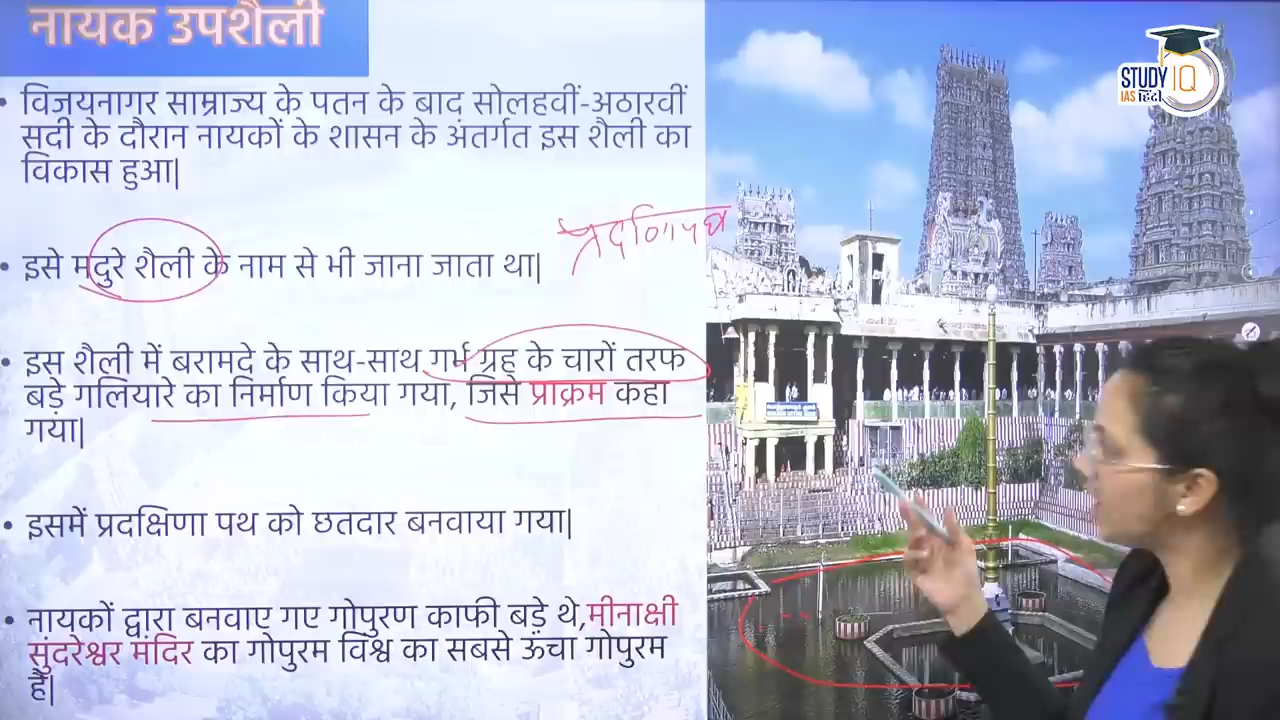 नायक उपशैली
STUDY IQ
IAS हिंदी
• विजयनगर साम्राज्य के पतन के बाद सोलहवीं-अठारवीं
सदी के दौरान नायकों के शासन के अंतर्गत इस शैली का
विकास हुआ|
• इसे मदुरे शैली के नाम से भी जाना जाता था|
• इस शैली में बरामदे के साथ-साथ गर्भ ग्रह के चारों तरफ
बड़े गलियारे का निर्माण किया गया, जिसे प्राक्रम कहा
गया|
• इसमें प्रदक्षिणा पथ को छतदार बनवाया गया|
• नायकों द्वारा बनवाए गए गोपुरण काफी बड़े थे,मीनाक्षी
सुंदरेश्वर मंदिर का गोपुरम विश्व का सबसे ऊंचा गोपुरम
है|